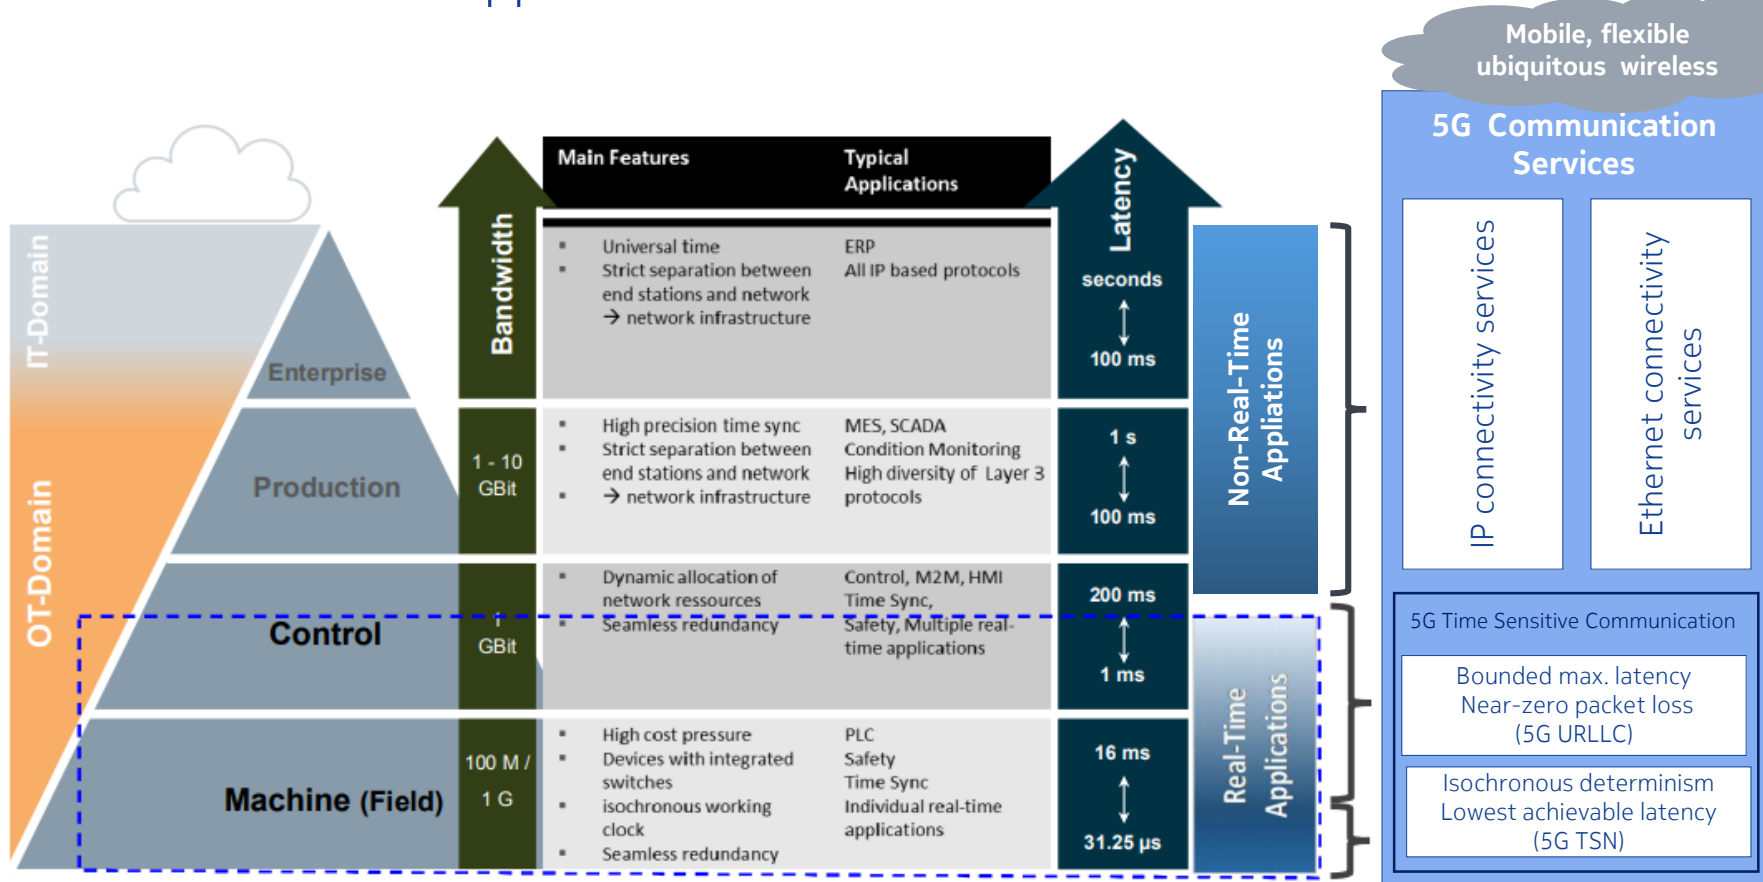 Mobile, flexible
ubiquitous wireless
5G Communication
Services
IP connectivity services
Ethernet connectivity
services
5G Time Sensitive Communication
Bounded max. latency
Near-zero packet loss
(5G URLLC)
Isochronous determinism
Lowest achievable latency
(5G TSN)
IT-Domain
OT-Domain
Enterprise
Production
Control
Machine (Field)
Bandwidth
1 - 10
GBit
1
GBit
100 M /
1 G
Main Features
Typical
Applications
▪ Universal time
▪ Strict separation between
end stations and network
→ network infrastructure
ERP
All IP based protocols
▪ High precision time sync
▪ Strict separation between
end stations and network
▪ → network infrastructure
MES, SCADA
Condition Monitoring
High diversity of Layer 3
protocols
▪ Dynamic allocation of
network ressources
▪ Seamless redundancy
Control, M2M, HMI
Time Sync,
Safety, Multiple real-
time applications
▪ High cost pressure
▪ Devices with integrated
switches
▪ isochronous working
clock
▪ Seamless redundancy
PLC
Safety
Time Sync
Individual real-time
applications
Latency
seconds
100 ms
1 s
100 ms
200 ms
1 ms
16 ms
31.25 µs
Non-Real-Time
Appliations
Real-Time
Applications